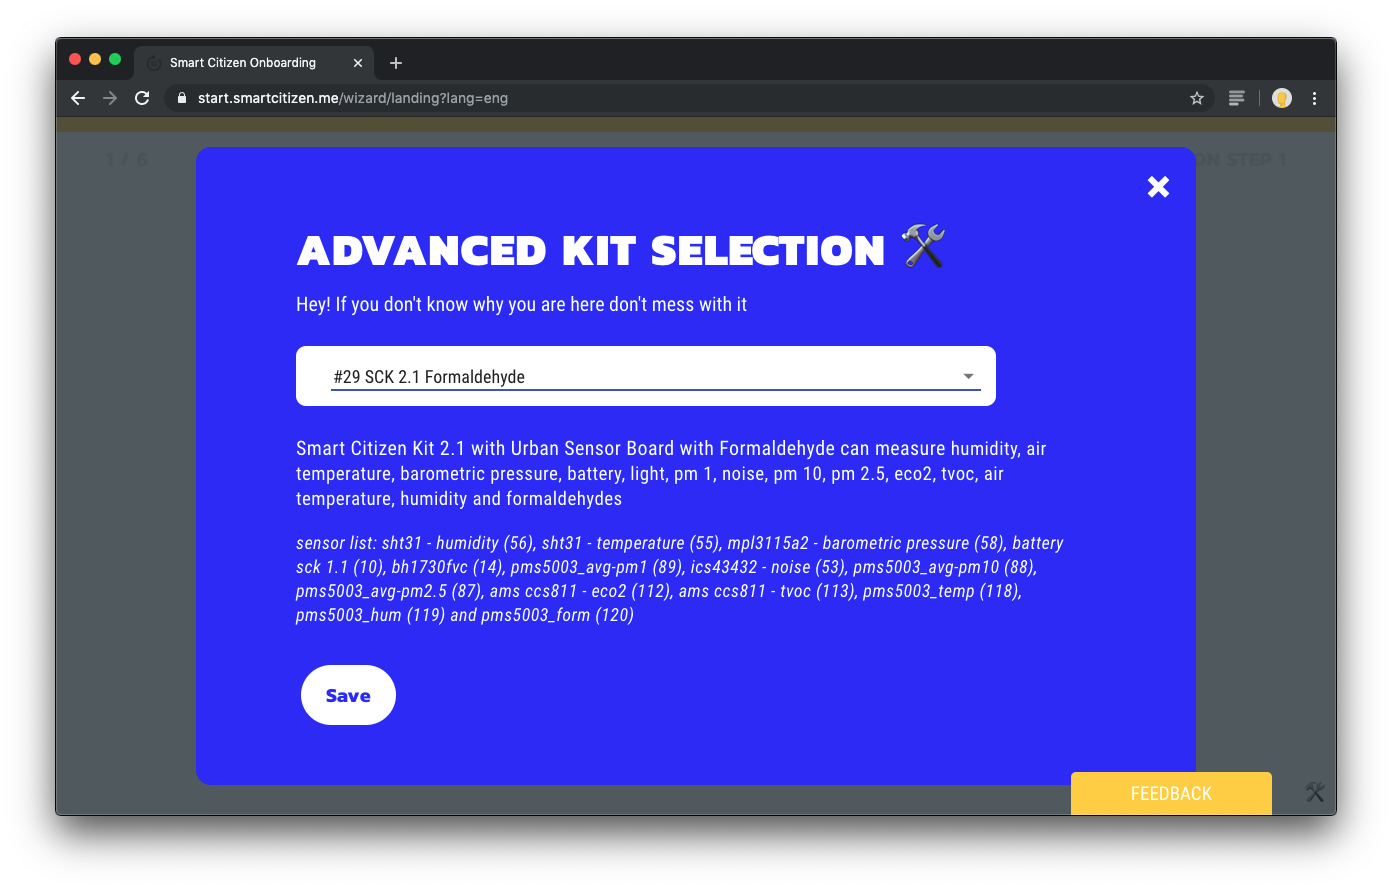 Smart Citizen Onboarding
start.smartcitizen.me/wizard/landing?lang=eng
1 / 6
ON STEP 1
ADVANCED KIT SELECTION
Hey! If you don't know why you are here don't mess with it
#29 SCK 2.1 Formaldehyde
Smart Citizen Kit 2.1 with Urban Sensor Board with Formaldehyde can measure humidity, air
temperature, barometric pressure, battery, light, pm 1, noise, pm 10, pm 2.5, eco2, tvoc, air
temperature, humidity and formaldehydes
sensor list: sht31 - humidity (56), sht31 - temperature (55), mpl3115a2 - barometric pressure (58), battery
sck 1.1 (10), bh1730fvc (14), pms5003_avg-pm1 (89), ics43432 - noise (53), pms5003_avg-pm10 (88),
pms5003_avg-pm2.5 (87), ams ccs811 - eco2 (112), ams ccs811 - tvoc (113), pms5003_temp (118),
pms5003_hum (119) and pms5003_form (120)
Save
FEEDBACK